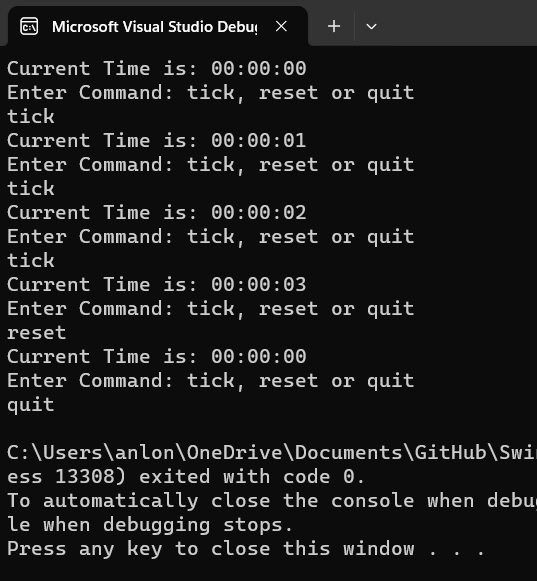 Microsoft Visual Studio Debu
Current Time is: 00:00:00
Enter Command: tick, reset or quit
tick
Current Time is: 00:00:01
Enter Command: tick, reset or quit
tick
Current Time is: 00:00:02
Enter Command: tick, reset or quit
tick
Current Time is: 00:00:03
Enter Command: tick, reset or quit
reset
Current Time is: 00:00:00
Enter Command: tick, reset or quit
quit
C:\Users\anlon\OneDrive\Documents\GitHub\Swi
ess 13308) exited with code 0.
To automatically close the console when debu
le when debugging stops.
Press any key to close this window . . .